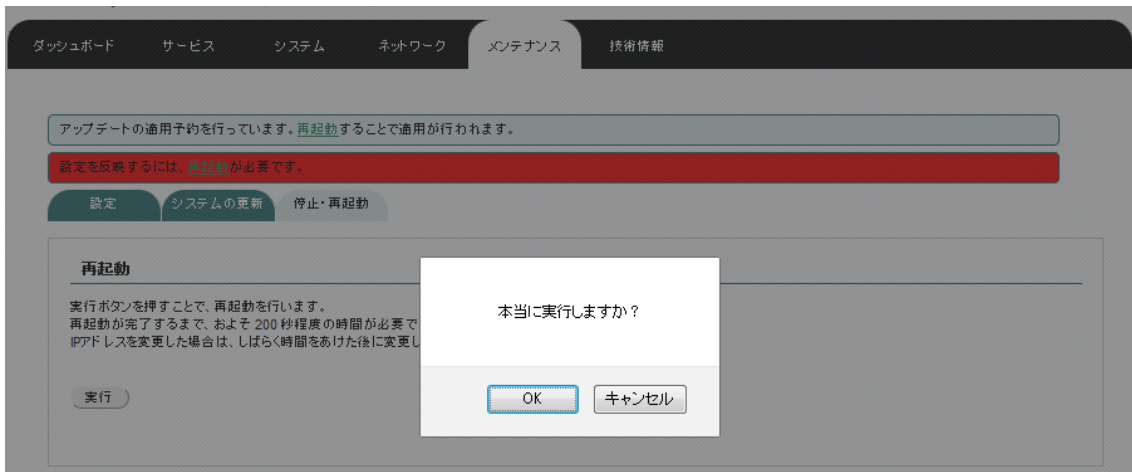 ダッシュボード サービス システム ネットワーク メンテナンス 技術情報
アップデートの適用予約を行っています。再起動することで適用が行われます。
設定を反映するには、再起動が必要です。
設定 システムの更新 停止・再起動
再起動
実行ボタンを押すことで、再起動を行います。
再起動が完了するまで、およそ 200 秒程度の時間が必要で
IPアドレスを変更した場合は、しばらく時間をあけた後に変更し
実行
本当に実行しますか？
OK キャンセル